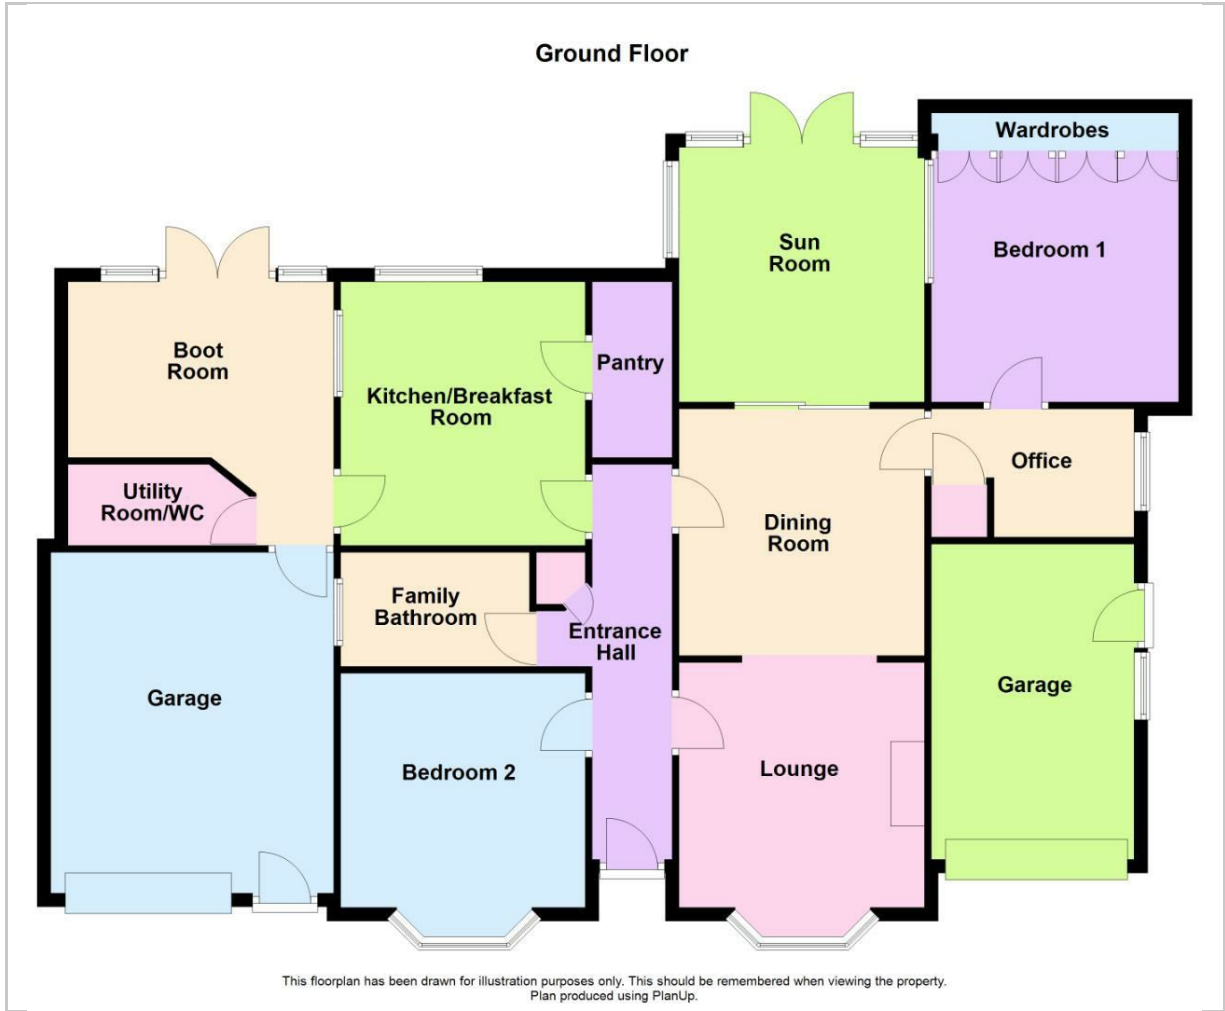 Ground Floor
Wardrobes
Sun
Room
Bedroom 1
Boot
Room
Pantry
Kitchen/Breakfast
Room
Office
Utility
Room/WC
Dining
Room
Family
Bathroom
Entrance
Hall
Garage
Garage
Bedroom 2
Lounge
This floorplan has been drawn for illustration purposes only. This should be remembered when viewing the property.
Plan produced using PlanUp.